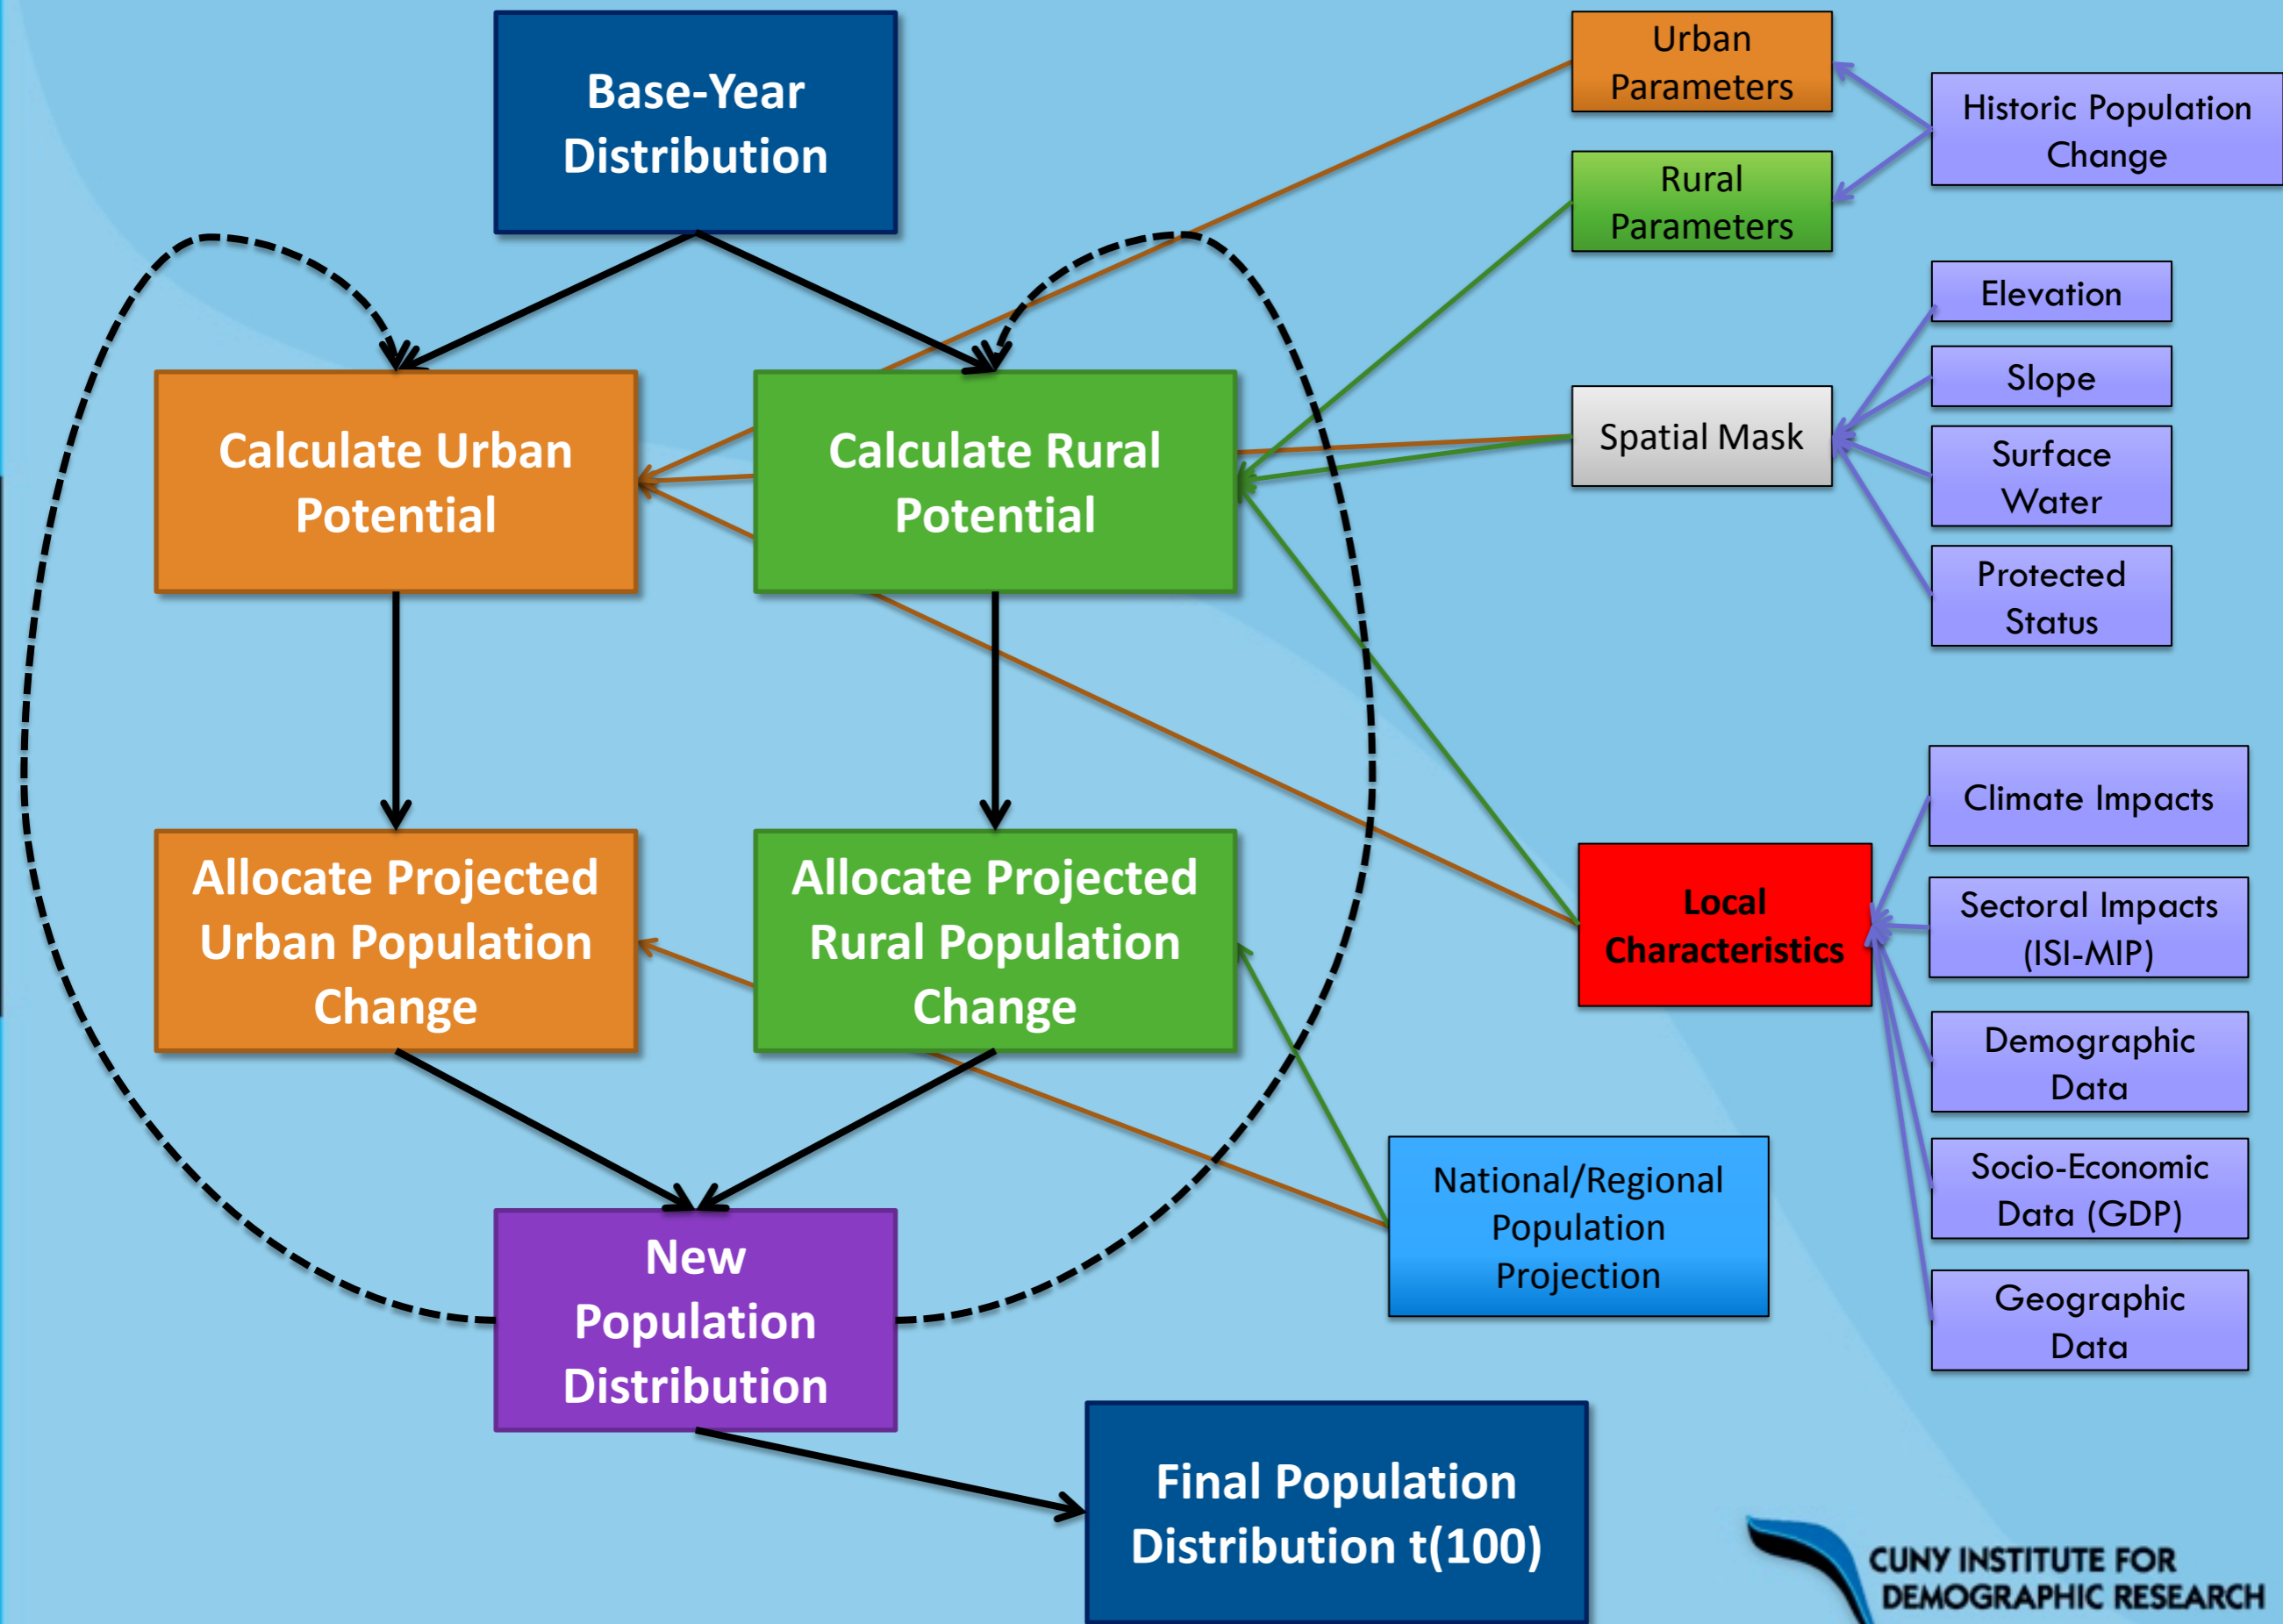 Base-Year
Distribution
Urban
Parameters
Historic Population
Change
Rural
Parameters
Elevation
Slope
Calculate Urban
Potential
Calculate Rural
Potential
Spatial Mask
Surface
Water
Protected
Status
Climate Impacts
Allocate Projected
Urban Population
Change
Allocate Projected
Rural Population
Change
Local
Characteristics
Sectoral Impacts
(ISI-MIP)
Demographic
Data
National/Regional
Population
Projection
Socio-Economic
Data (GDP)
Geographic
Data
New
Population
Distribution
Final Population
Distribution t(100)
CUNY INSTITUTE FOR
DEMOGRAPHIC RESEARCH